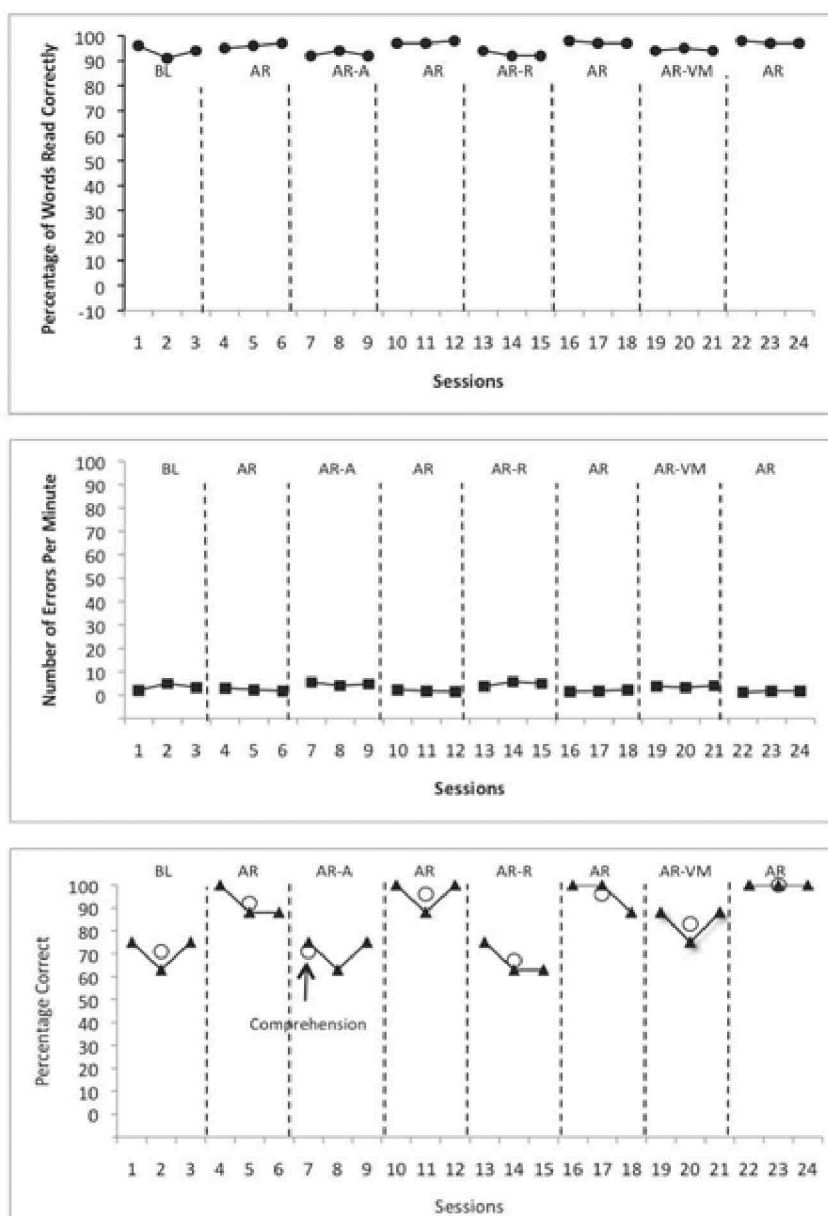 Percentage of Words Read Correctly
100
90
80
70
60
50
40
30
20
10
0
-10
BL AR AR-A AR AR-R AR AR-VM AR
1 2 3 4 5 6 7 8 9 10 11 12 13 14 15 16 17 18 19 20 21 22 23 24
Sessions
Number of Errors Per Minute
100
90
80
70
60
50
40
30
20
10
0
BL AR AR-A AR AR-R AR AR-VM AR
1 2 3 4 5 6 7 8 9 10 11 12 13 14 15 16 17 18 19 20 21 22 23 24
Sessions
Percentage Correct
BL AR AR-A AR AR-R AR AR-VM AR
100
90
80
70
60
50
40
30
20
10
0
Comprehension
1 2 3 4 5 6 7 8 9 10 11 12 13 14 15 16 17 18 19 20 21 22 23 24
Sessions